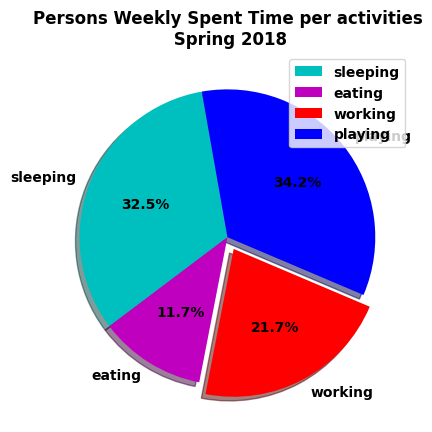 Persons Weekly Spent Time per activities
Spring 2018
sleeping
eating
working
playing
playing
sleeping
34.2%
32.5%
11.7%
21.7%
eating
working